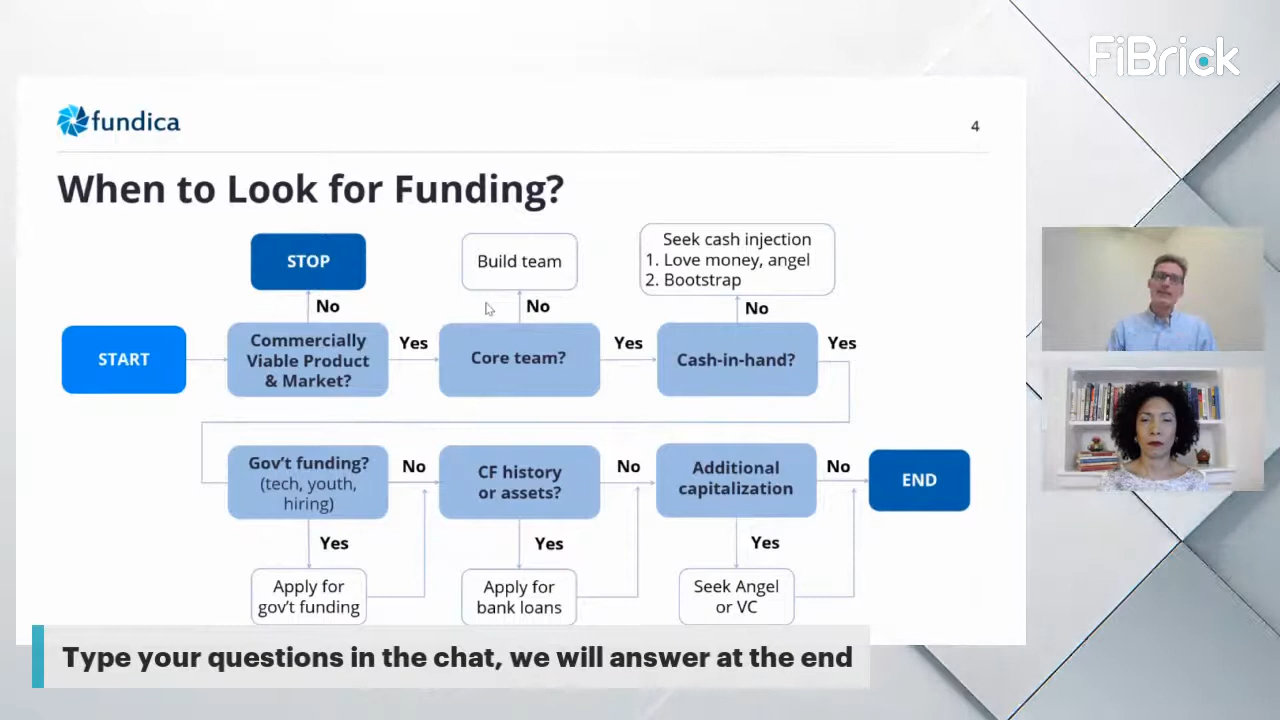 FiBrick
fundica
4
When to Look for Funding?
STOP
Build team
Seek cash injection
1. Love money, angel
2. Bootstrap
No
No
No
START
Commercially
Viable Product
& Market?
Yes
Core team?
Yes
Cash-in-hand?
Yes
Gov't funding?
(tech, youth,
hiring)
No
CF history
or assets?
No
Additional
capitalization
No
END
Yes
Yes
Yes
Apply for
gov't funding
Apply for
bank loans
Seek Angel
or VC
Type your questions in the chat, we will answer at the end